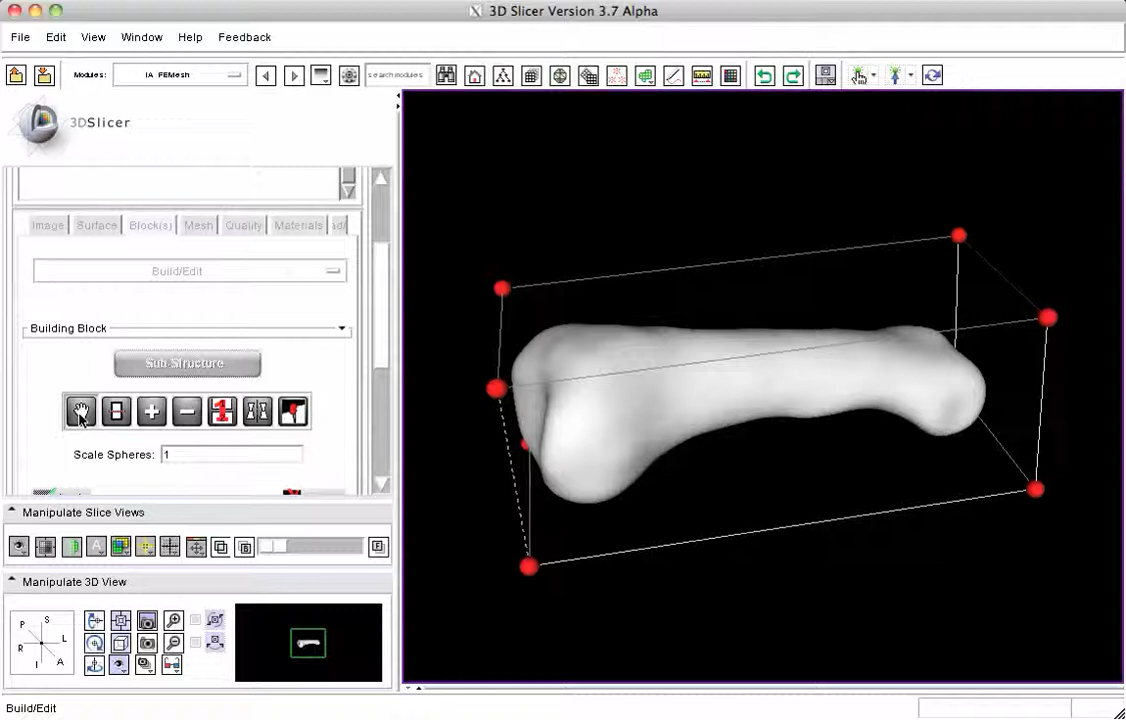 3D Slicer Version 3.7 Alpha
File Edit View Window Help Feedback
Modules: IA_FEMesh search modules
3DSlicer
Image Surface Block(s) Mesh Quality Materials
Build/Edit
Building Block
Sub-Structure
Scale Spheres: 1
Manipulate Slice Views
A B F
Manipulate 3D View
P S
R L
I A
Build/Edit